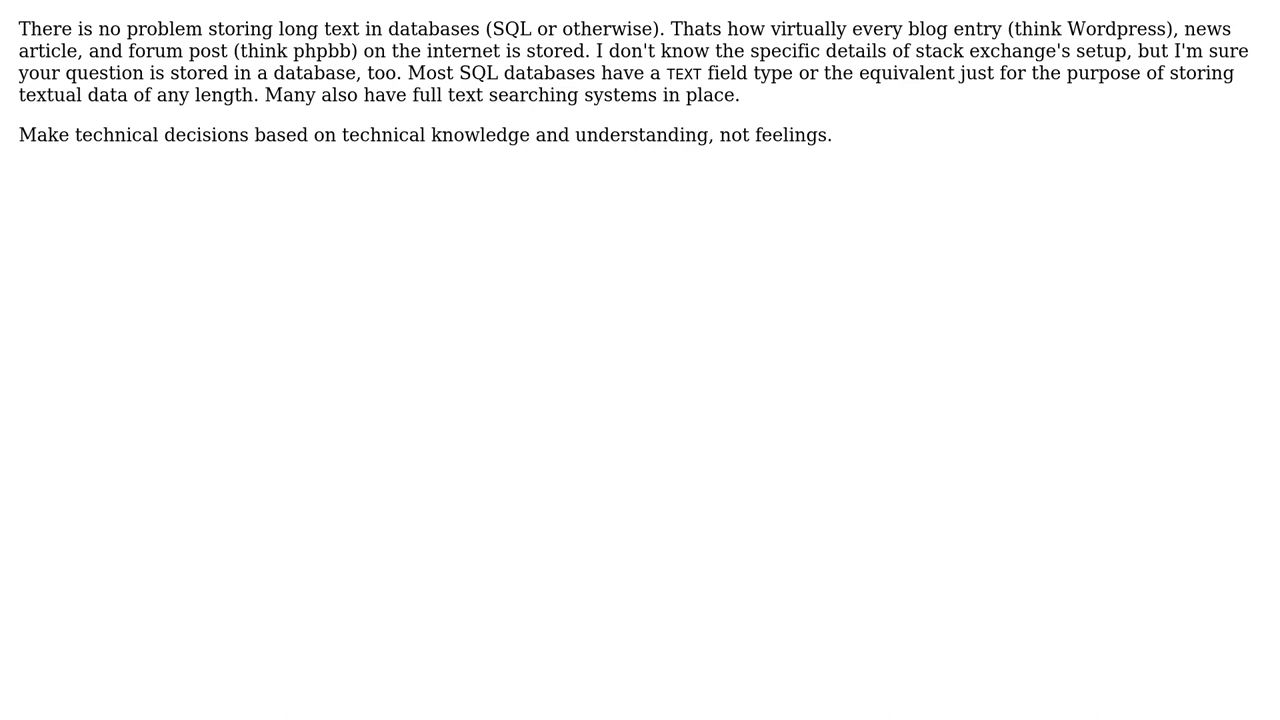 There is no problem storing long text in databases (SQL or otherwise). Thats how virtually every blog entry (think Wordpress), news
article, and forum post (think phpbb) on the internet is stored. I don't know the specific details of stack exchange's setup, but I'm sure
your question is stored in a database, too. Most SQL databases have a TEXT field type or the equivalent just for the purpose of storing
textual data of any length. Many also have full text searching systems in place.
Make technical decisions based on technical knowledge and understanding, not feelings.